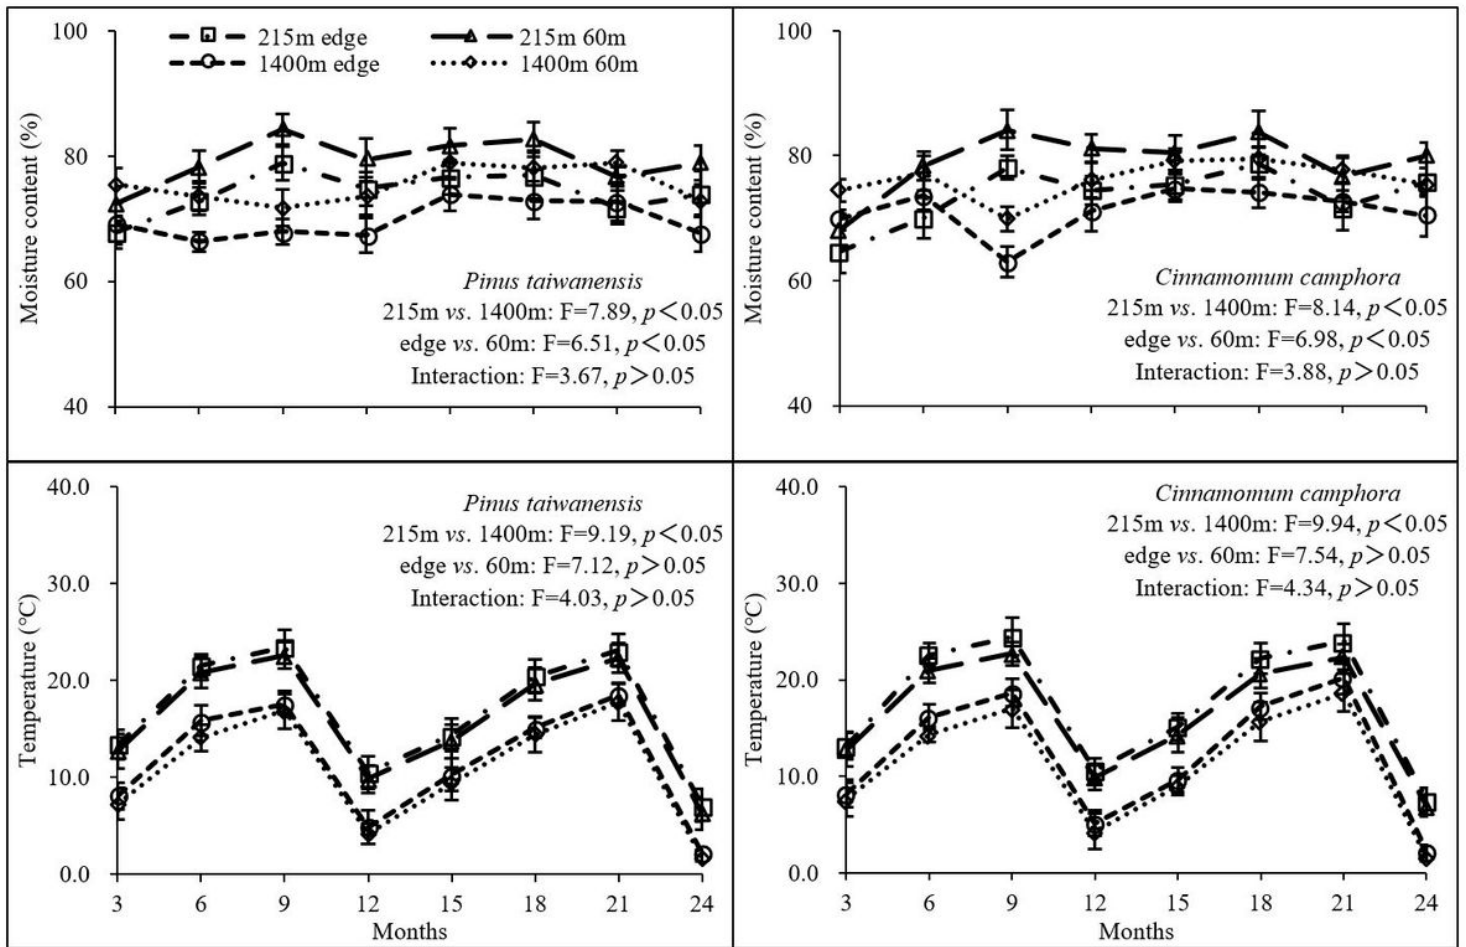 100
80
60
40
Moisture content (%)
215m edge
215m 60m
1400m edge
1400m 60m
Pinus taiwanensis
215m vs. 1400m: F=7.89, p<0.05
edge vs. 60m: F=6.51, p<0.05
Interaction: F=3.67, p>0.05
100
80
60
40
Moisture content (%)
Cinnamomum camphora
215m vs. 1400m: F=8.14, p<0.05
edge vs. 60m: F=6.98, p<0.05
Interaction: F=3.88, p>0.05
40.0
30.0
20.0
10.0
0.0
Temperature (℃)
Pinus taiwanensis
215m vs. 1400m: F=9.19, p<0.05
edge vs. 60m: F=7.12, p>0.05
Interaction: F=4.03, p>0.05
3 6 9 12 15 18 21 24
Months
40.0
30.0
20.0
10.0
0.0
Temperature (℃)
Cinnamomum camphora
215m vs. 1400m: F=9.94, p<0.05
edge vs. 60m: F=7.54, p>0.05
Interaction: F=4.34, p>0.05
3 6 9 12 15 18 21 24
Months